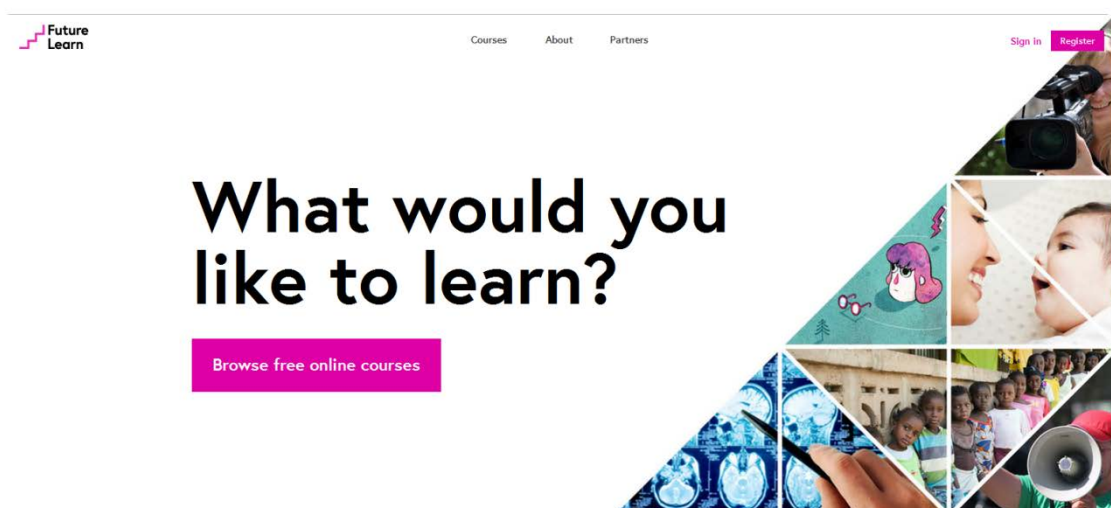 Future
Learn
Courses
About
Partners
Sign in
Register
What would you
like to learn?
Browse free online courses